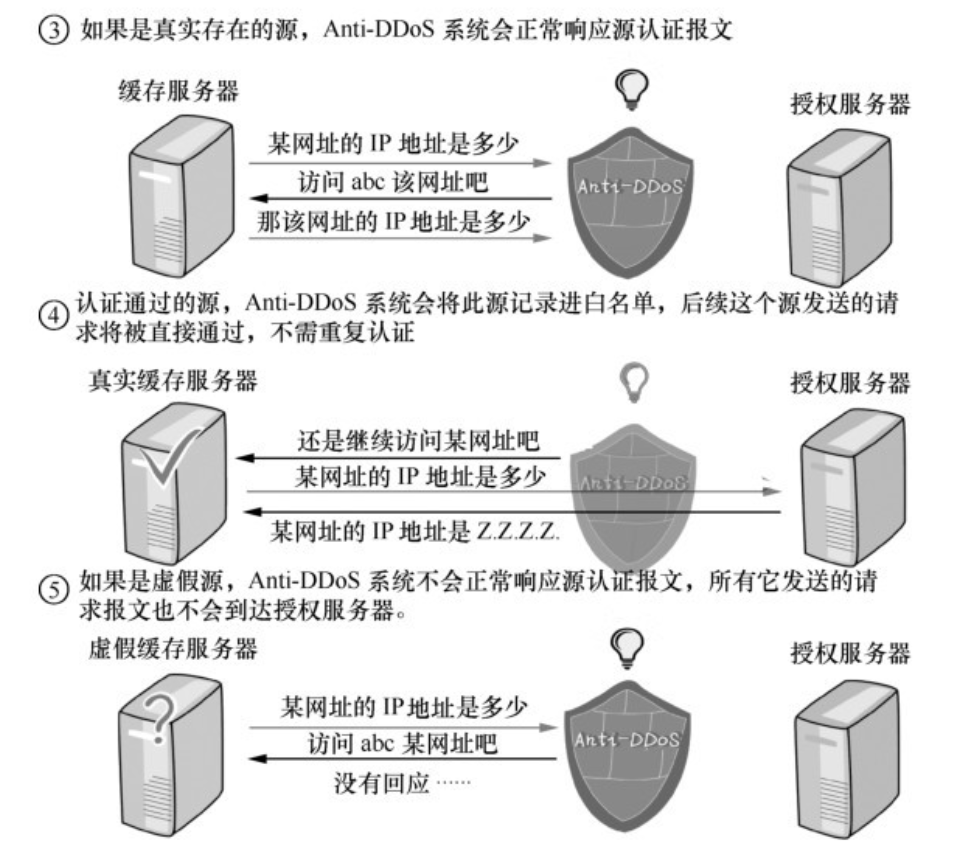 ③ 如果是真实存在的源，Anti-DDoS 系统会正常响应源认证报文
缓存服务器
授权服务器
某网址的 IP 地址是多少
访问 abc 该网址吧
Anti-DDoS
那该网址的 IP 地址是多少
④ 认证通过的源，Anti-DDoS 系统会将此源记录进白名单，后续这个源发送的请
求将被直接通过，不需重复认证
真实缓存服务器
授权服务器
还是继续访问某网址吧
某网址的 IP 地址是多少
Anti-DDoS
某网址的 IP 地址是 Z.Z.Z.Z.
⑤ 如果是虚假源，Anti-DDoS 系统不会正常响应源认证报文，所有它发送的请
求报文也不会到达授权服务器。
虚假缓存服务器
授权服务器
?
某网址的 IP 地址是多少
访问 abc 某网址吧
Anti-DDoS
没有回应……